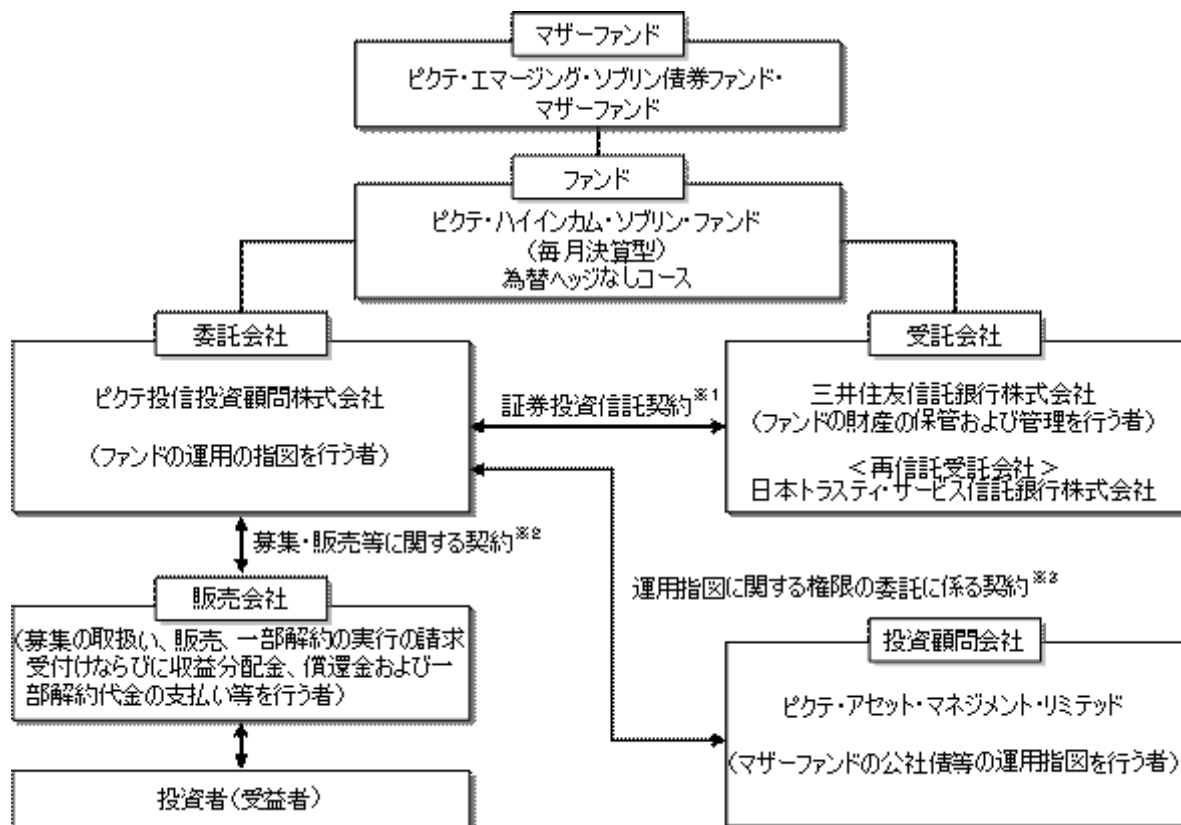 マザーファンド
ピクテ・エマージング・ソブリン債券ファンド・
マザーファンド
ファンド
ピクテ・ハイインカム・ソブリン・ファンド
(毎月決算型)
為替ヘッジなしコース
委託会社
ピクテ投信投資顧問株式会社
(ファンドの運用の指図を行う者)
証券投資信託契約※1
受託会社
三井住友信託銀行株式会社
(ファンドの財産の保管および管理を行う者)
<再信託受託会社>
日本トラスティ・サービス信託銀行株式会社
募集・販売等に関する契約※2
運用指図に関する権限の委託に係る契約※3
販売会社
(募集の取扱い、販売、一部解約の実行の請求
受付けならびに収益分配金、償還金および一
部解約代金の支払い等を行う者)
投資顧問会社
ピクテ・アセット・マネジメント・リミテッド
(マザーファンドの公社債等の運用指図を行う者)
投資者(受益者)